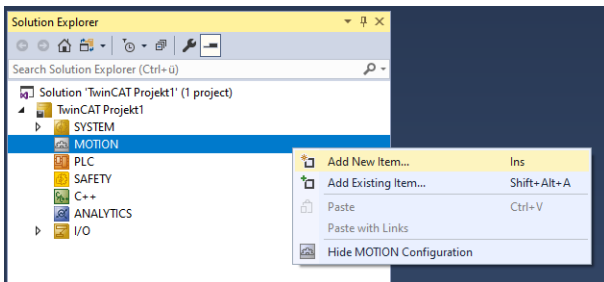 Solution Explorer
Search Solution Explorer (Ctrl+ü)
Solution 'TwinCAT Projekt1' (1 project)
TwinCAT Projekt1
SYSTEM
MOTION
PLC
SAFETY
C++
ANALYTICS
I/O
Add New Item... Ins
Add Existing Item... Shift+Alt+A
Paste Ctrl+V
Paste with Links
Hide MOTION Configuration